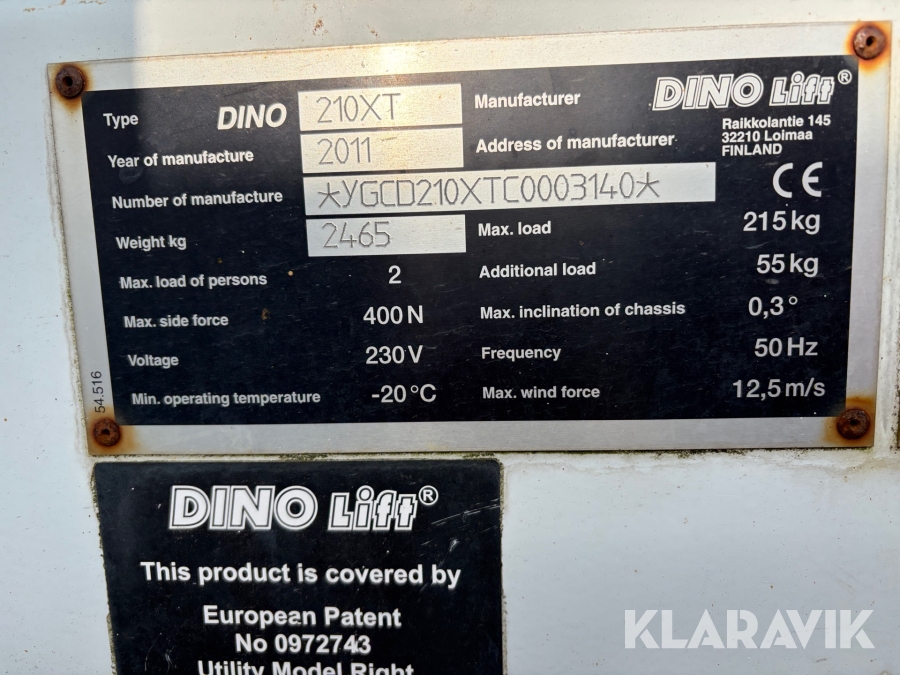 Type DINO 210XT Manufacturer DINO Lift®
Raikkolantie 145
Year of manufacture 2011 Address of manufacturer 32210 Loimaa
FINLAND
Number of manufacture *YGCD210XTC0003140* CE
Weight kg 2465 Max. load 215 kg
Max. load of persons 2 Additional load 55 kg
Max. side force 400 N Max. inclination of chassis 0,3°
Voltage 230 V Frequency 50 Hz
Min. operating temperature -20 °C Max. wind force 12,5 m/s
54.516
DINO Lift®
This product is covered by
European Patent
No 0972743
Utility Model Right
KLARAVIK